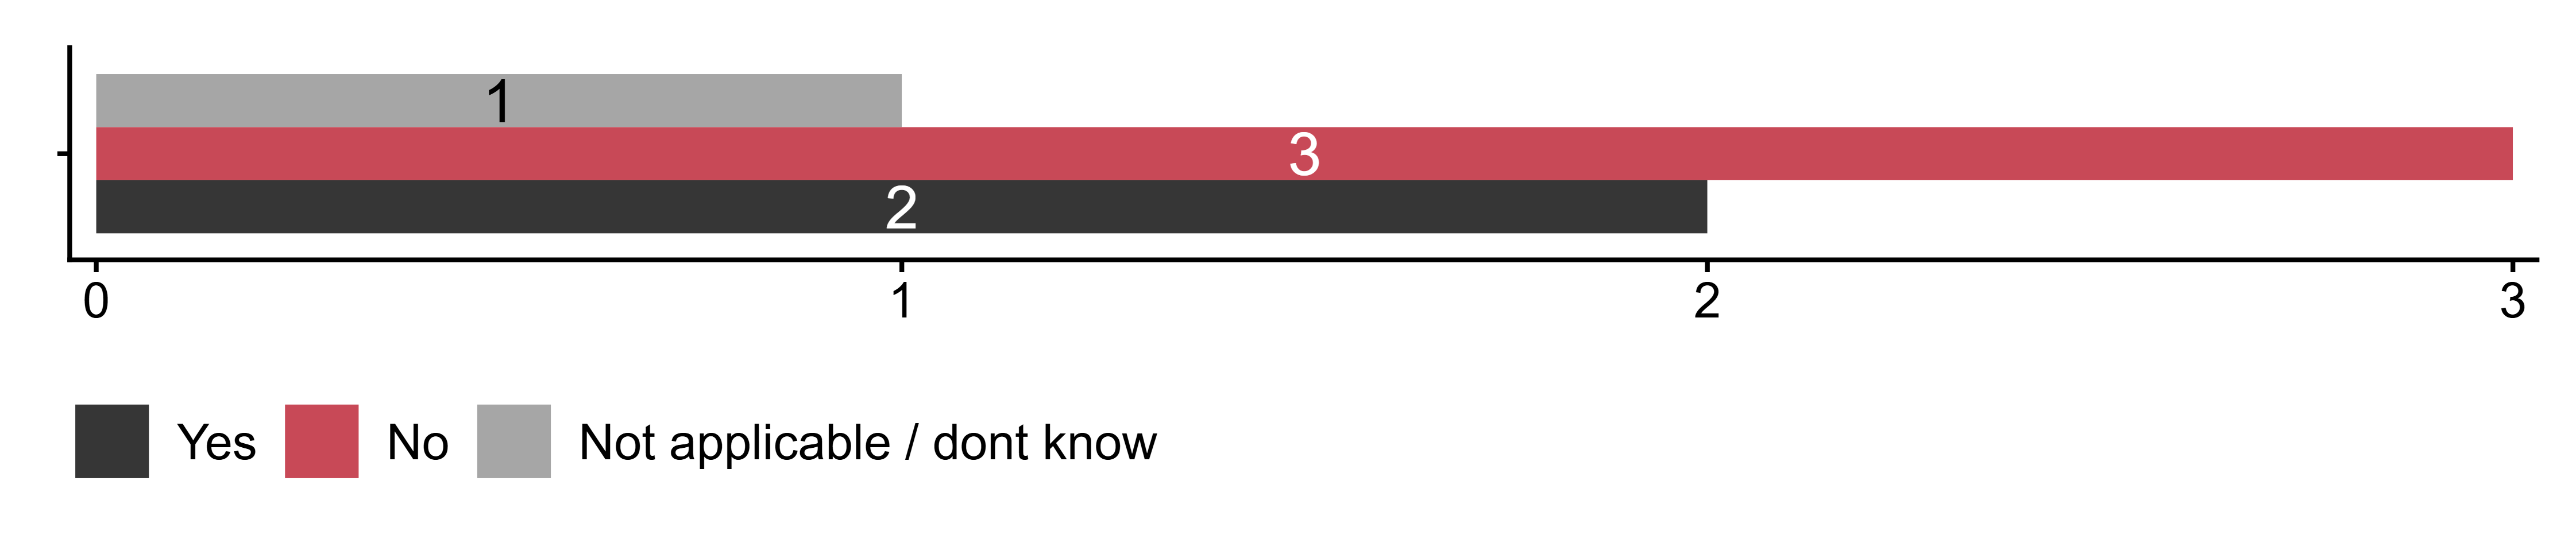 1
3
2
0 1 2 3
Yes No Not applicable / dont know